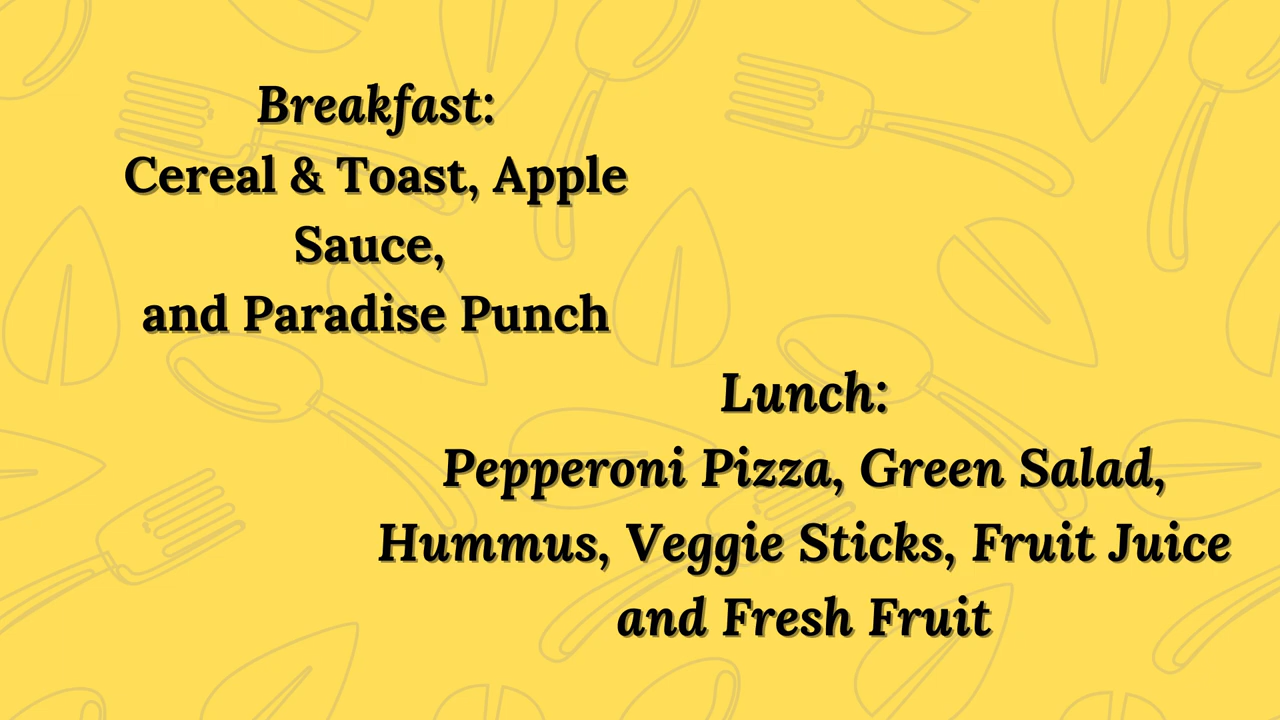 Breakfast:
Cereal & Toast, Apple
Sauce,
and Paradise Punch
Lunch:
Pepperoni Pizza, Green Salad,
Hummus, Veggie Sticks, Fruit Juice
and Fresh Fruit